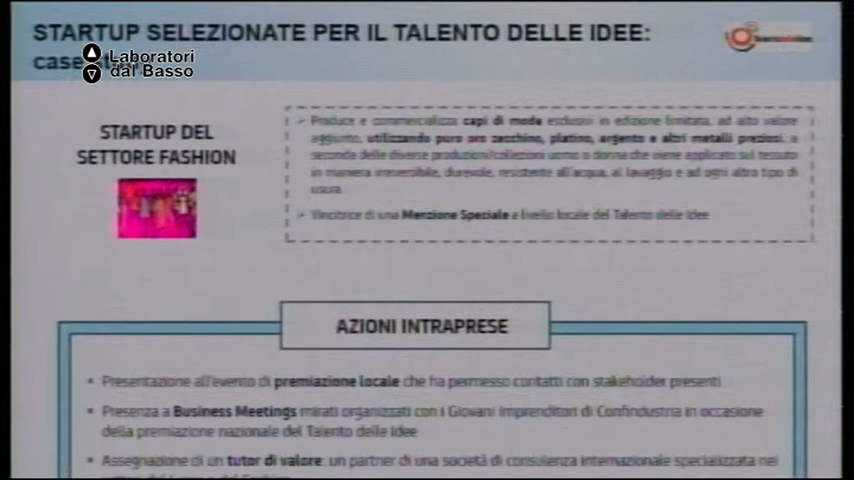 STARTUP SELEZIONATE PER IL TALENTO DELLE IDEE:
case
Laboratori
dal Basso
STARTUP DEL
SETTORE FASHION
➢ Produce e commercializza capi di moda esclusivi in edizione limitata, ad alto valore
aggiunto, utilizzando puro oro zecchino, platino, argento e altri metalli preziosi, a
seconda delle diverse produzioni/collezioni uomo o donna che viene applicato sul tessuto
in maniera irreversibile, durevole, resistente all'acqua, al lavaggio e ad ogni altro tipo di
usura.
➢ Vincitrice di una Menzione Speciale a livello locale del Talento delle Idee
AZIONI INTRAPRESE
▪ Presentazione all'evento di premiazione locale che ha permesso contatti con stakeholder presenti
▪ Presenza a Business Meetings mirati organizzati con i Giovani Imprenditori di Confindustria in occasione
della premiazione nazionale del Talento delle Idee
▪ Assegnazione di un tutor di valore: un partner di una società di consulenza internazionale specializzata nei